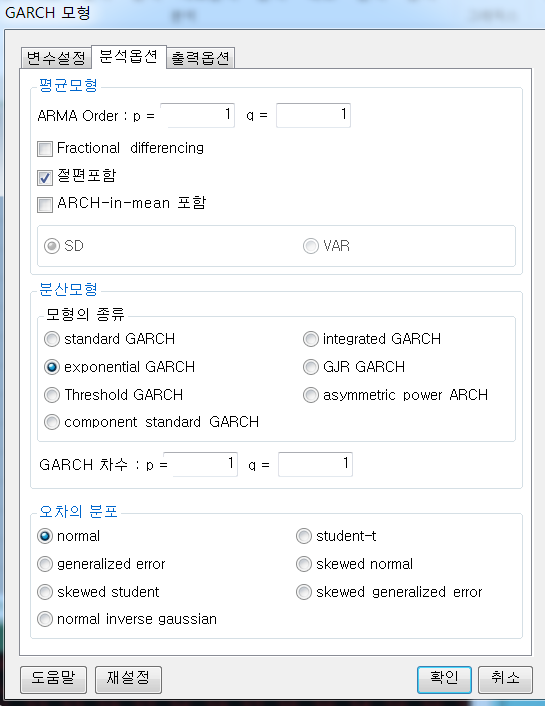 GARCH 모형
변수설정 분석옵션 출력옵션
평균모형
ARMA Order : p = 1 q = 1
Fractional differencing
절편포함
ARCH-in-mean 포함
SD VAR
분산모형
모형의 종류
standard GARCH integrated GARCH
exponential GARCH GJR GARCH
Threshold GARCH asymmetric power ARCH
component standard GARCH
GARCH 차수 : p = 1 q = 1
오차의 분포
normal student-t
generalized error skewed normal
skewed student skewed generalized error
normal inverse gaussian
도움말 재설정 확인 취소